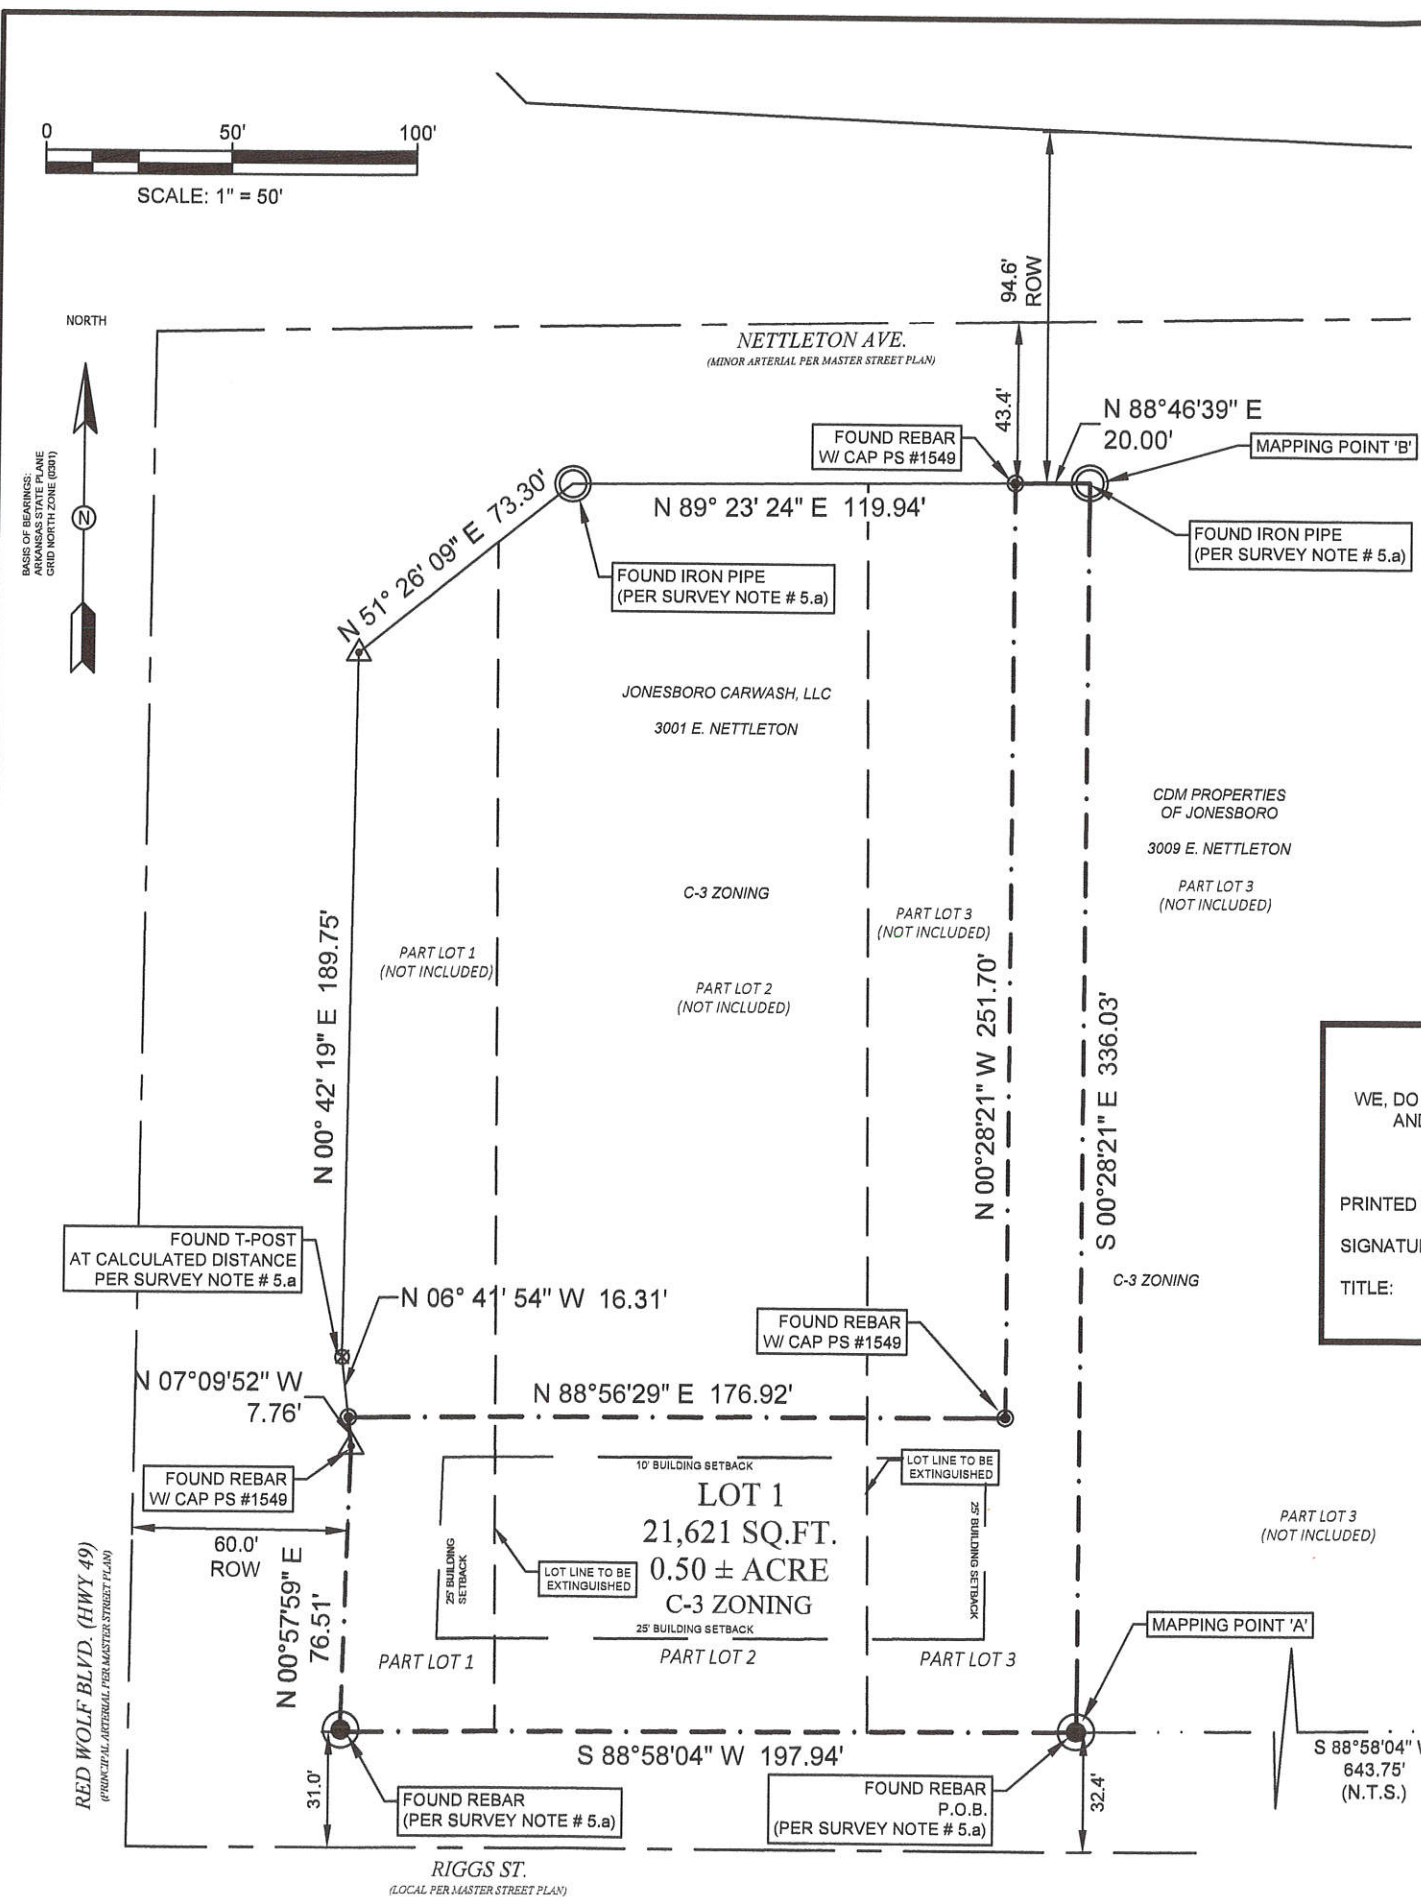 0 50' 100'
SCALE: 1" = 50'
94.6'
ROW
NORTH
NETTLETON AVE.
(MINOR ARTERIAL PER MASTER STREET PLAN)
BASIS OF BEARINGS:
ARKANSAS STATE PLANE
GRID NORTH ZONE (0301)
N
43.4'
N 88°46'39" E
20.00'
FOUND REBAR
W/ CAP PS #1549
MAPPING POINT 'B'
N 51° 26' 09" E 73.30'
N 89° 23' 24" E 119.94'
FOUND IRON PIPE
(PER SURVEY NOTE # 5.a)
FOUND IRON PIPE
(PER SURVEY NOTE # 5.a)
JONESBORO CARWASH, LLC
3001 E. NETTLETON
CDM PROPERTIES
OF JONESBORO
3009 E. NETTLETON
PART LOT 3
(NOT INCLUDED)
C-3 ZONING
PART LOT 3
(NOT INCLUDED)
PART LOT 1
(NOT INCLUDED)
PART LOT 2
(NOT INCLUDED)
N 00° 42' 19" E 189.75'
N 00°28'21" W 251.70'
S 00°28'21" E 336.03'
WE, DO
AND
PRINTED
SIGNATU
TITLE:
FOUND T-POST
AT CALCULATED DISTANCE
PER SURVEY NOTE # 5.a
N 06° 41' 54" W 16.31'
C-3 ZONING
FOUND REBAR
W/ CAP PS #1549
N 07°09'52" W
7.76'
N 88°56'29" E 176.92'
FOUND REBAR
W/ CAP PS #1549
10' BUILDING SETBACK
LOT LINE TO BE
EXTINGUISHED
LOT 1
21,621 SQ.FT.
0.50 ± ACRE
C-3 ZONING
25' BUILDING SETBACK
25' BUILDING
SETBACK
LOT LINE TO BE
EXTINGUISHED
25' BUILDING SETBACK
PART LOT 3
(NOT INCLUDED)
60.0'
ROW
N 00°57'59" E
76.51'
RED WOLF BLVD. (HWY 49)
(PRINCIPAL ARTERIAL PER MASTER STREET PLAN)
PART LOT 1
PART LOT 2
PART LOT 3
MAPPING POINT 'A'
S 88°58'04" W 197.94'
S 88°58'04" W
643.75'
(N.T.S.)
31.0'
FOUND REBAR
(PER SURVEY NOTE # 5.a)
FOUND REBAR
P.O.B.
(PER SURVEY NOTE # 5.a)
32.4'
RIGGS ST.
(LOCAL PER MASTER STREET PLAN)